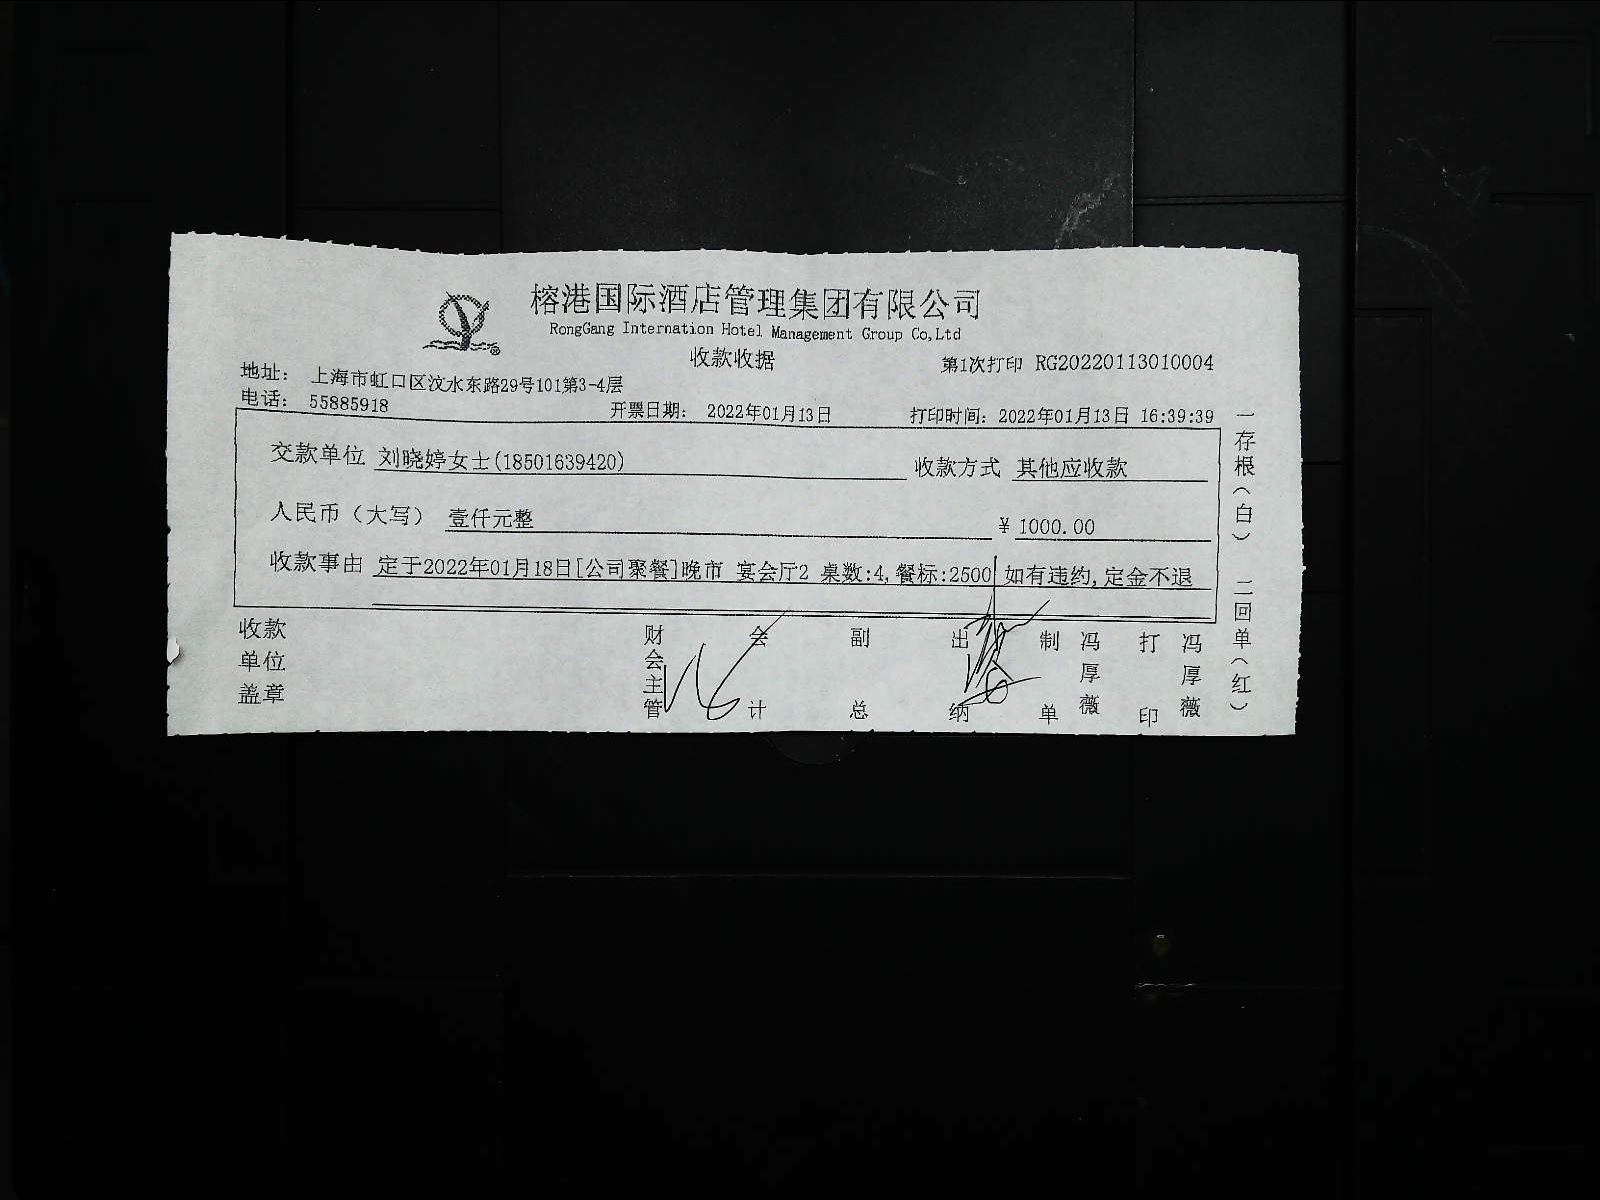 榕港国际酒店管理集团有限公司
RongGang Internation Hotel Management Group Co,Ltd
收款收据
第1次打印 RG20220113010004
地址： 上海市虹口区汶水东路29号101第3-4层
电话： 55885918
开票日期： 2022年01月13日
打印时间：2022年01月13日 16:39:39
交款单位 刘晓婷女士(18501639420)
收款方式 其他应收款
人民币（大写） 壹仟元整
¥ 1000.00
收款事由 定于2022年01月18日[公司聚餐]晚市 宴会厅2 桌数:4,餐标:2500 如有违约,定金不退
收款单位盖章
财会主管
会计
副总
出纳
制单 冯厚薇
打印 冯厚薇
一存根（白） 二回单（红）